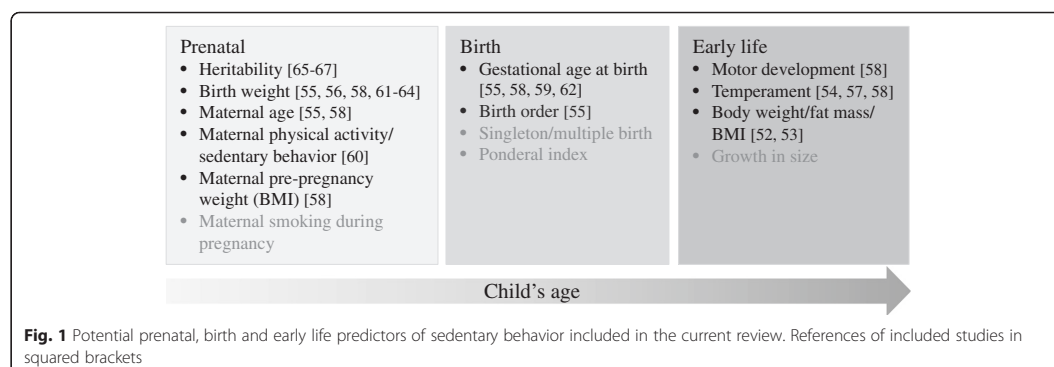 Prenatal
• Heritability [65-67]
• Birth weight [55, 56, 58, 61-64]
• Maternal age [55, 58]
• Maternal physical activity/
sedentary behavior [60]
• Maternal pre-pregnancy
weight (BMI) [58]
• Maternal smoking during
pregnancy
Birth
• Gestational age at birth
[55, 58, 59, 62]
• Birth order [55]
• Singleton/multiple birth
• Ponderal index
Early life
• Motor development [58]
• Temperament [54, 57, 58]
• Body weight/fat mass/
BMI [52, 53]
• Growth in size
Child's age
Fig. 1 Potential prenatal, birth and early life predictors of sedentary behavior included in the current review. References of included studies in
squared brackets